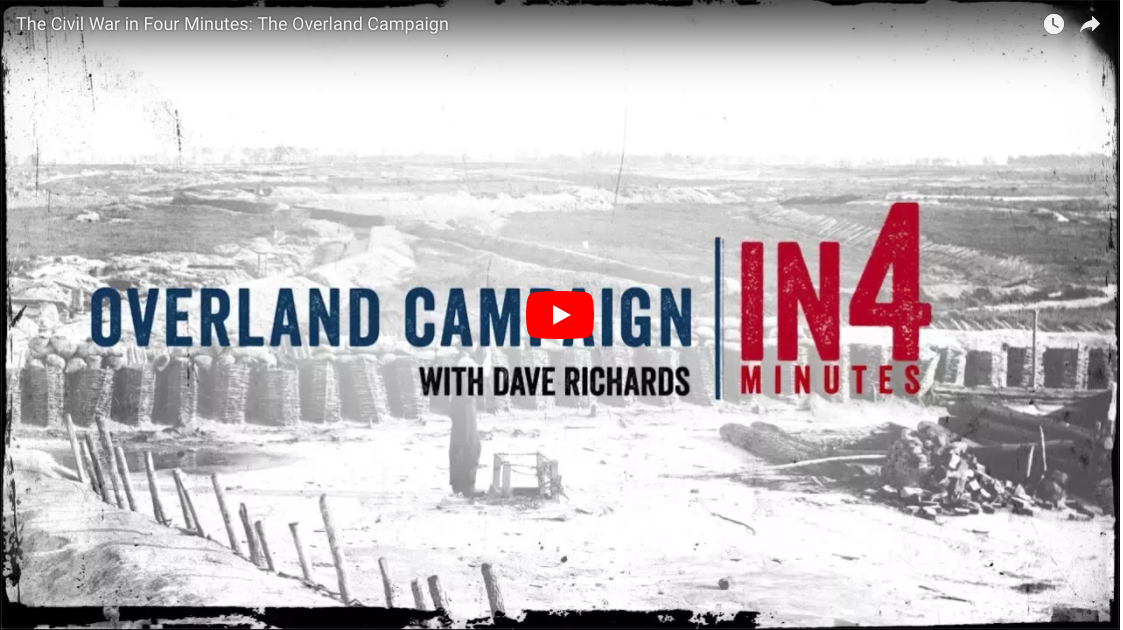 The Civil War in Four Minutes: The Overland Campaign
OVERLAND CAMPAIGN
WITH DAVE RICHARDS
IN4
MINUTES